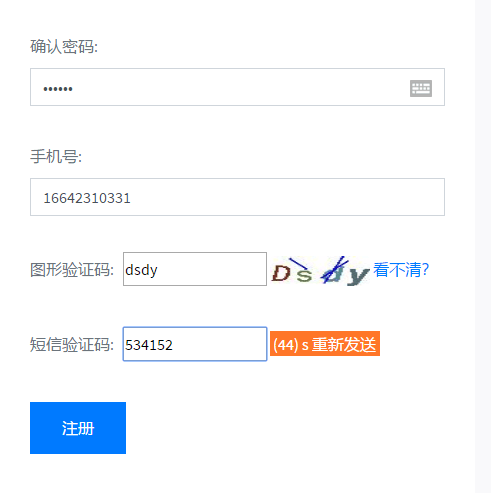 确认密码:
••••••
手机号:
16642310331
图形验证码: dsdy Dsdy 看不清?
短信验证码: 534152 (44) s 重新发送
注册